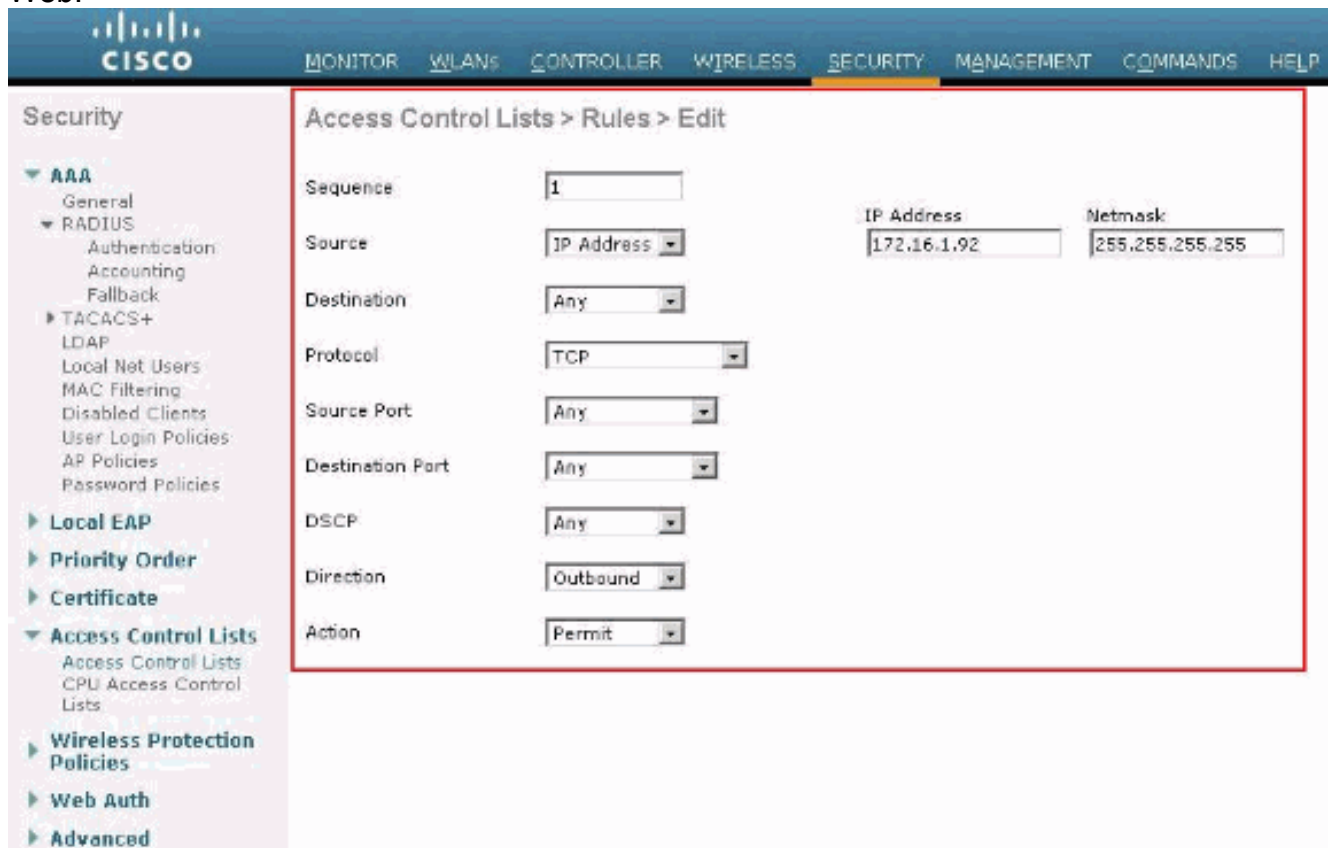 CISCO
MONITOR WLANs CONTROLLER WIRELESS SECURITY MANAGEMENT COMMANDS HELP
Security
AAA
General
RADIUS
Authentication
Accounting
Fallback
TACACS+
LDAP
Local Net Users
MAC Filtering
Disabled Clients
User Login Policies
AP Policies
Password Policies
Local EAP
Priority Order
Certificate
Access Control Lists
Access Control Lists
CPU Access Control
Lists
Wireless Protection
Policies
Web Auth
Advanced
Access Control Lists > Rules > Edit
Sequence 1
IP Address Netmask
Source IP Address 172.16.1.92 255.255.255.255
Destination Any
Protocol TCP
Source Port Any
Destination Port Any
DSCP Any
Direction Outbound
Action Permit